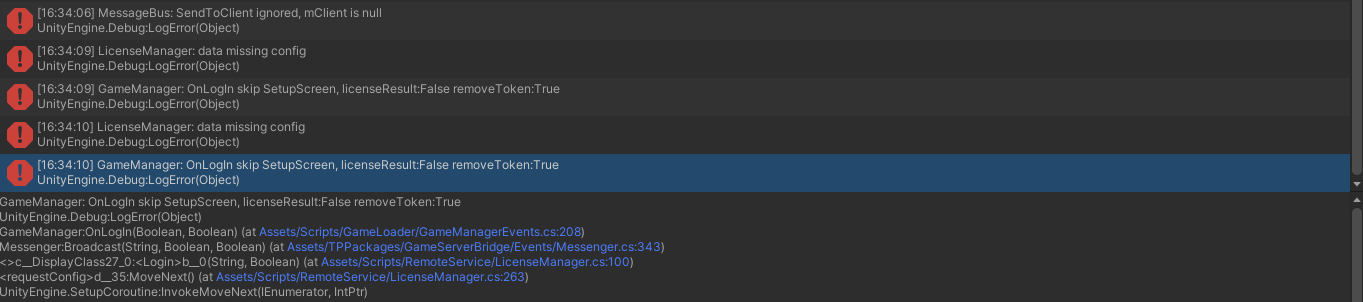 [16:34:06] MessageBus: SendToClient ignored, mClient is null
UnityEngine.Debug:LogError(Object)
[16:34:09] LicenseManager: data missing config
UnityEngine.Debug:LogError(Object)
[16:34:09] GameManager: OnLogIn skip SetupScreen, licenseResult:False removeToken:True
UnityEngine.Debug:LogError(Object)
[16:34:10] LicenseManager: data missing config
UnityEngine.Debug:LogError(Object)
[16:34:10] GameManager: OnLogIn skip SetupScreen, licenseResult:False removeToken:True
UnityEngine.Debug:LogError(Object)
GameManager: OnLogIn skip SetupScreen, licenseResult:False removeToken:True
UnityEngine.Debug:LogError(Object)
GameManager:OnLogIn(Boolean, Boolean) (at Assets/Scripts/GameLoader/GameManagerEvents.cs:208)
Messenger:Broadcast(String, Boolean, Boolean) (at Assets/TPPackages/GameServerBridge/Events/Messenger.cs:343)
<>c__DisplayClass27_0:<Login>b__0(String, Boolean) (at Assets/Scripts/RemoteService/LicenseManager.cs:100)
<requestConfig>d__35:MoveNext() (at Assets/Scripts/RemoteService/LicenseManager.cs:263)
UnityEngine.SetupCoroutine:InvokeMoveNext(IEnumerator, IntPtr)